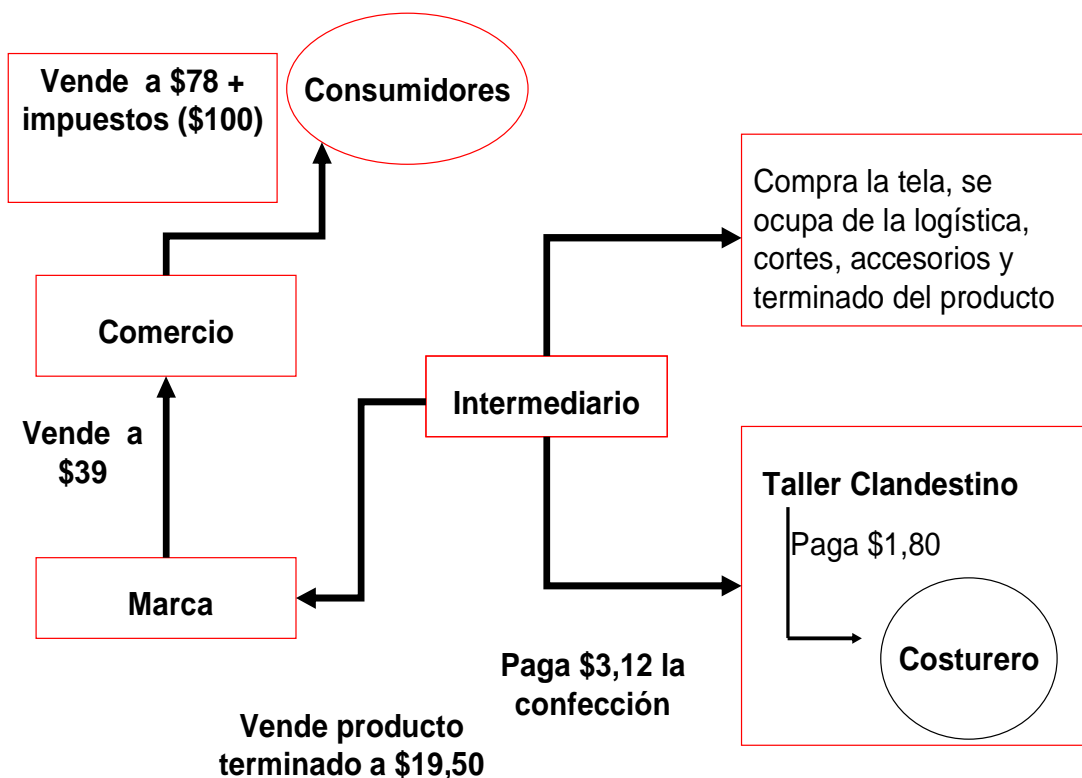 Vende a $78 +
impuestos ($100)
Consumidores
Compra la tela, se
ocupa de la logística,
cortes, accesorios y
terminado del producto
Comercio
Intermediario
Vende a
$39
Taller Clandestino
Paga $1,80
Marca
Costurero
Paga $3,12 la
confección
Vende producto
terminado a $19,50